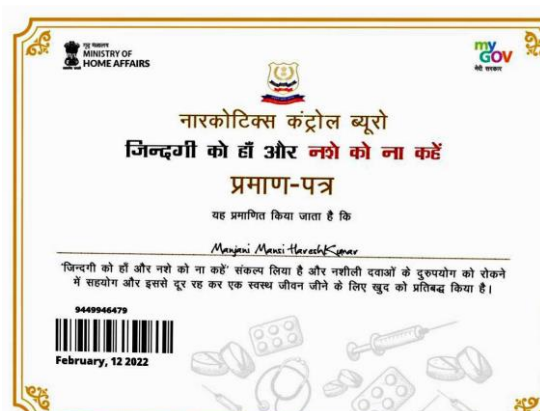 गृह मंत्रालय
MINISTRY OF
HOME AFFAIRS
my
GOV
मेरी सरकार
नारकोटिक्स कंट्रोल ब्यूरो
जिन्दगी को हाँ और नशे को ना कहें
प्रमाण-पत्र
यह प्रमाणित किया जाता है कि
Manjani Mansi HareshKumar
'जिन्दगी को हाँ और नशे को ना कहें' संकल्प लिया है और नशीली दवाओं के दुरुपयोग को रोकने
में सहयोग और इससे दूर रह कर एक स्वस्थ जीवन जीने के लिए खुद को प्रतिबद्ध किया है।
9449946479
February, 12 2022